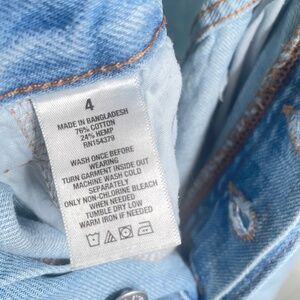 4
MADE IN BANGLADESH
76% COTTON
24% HEMP
RN154379
WASH ONCE BEFORE
WEARING
TURN GARMENT INSIDE OUT
MACHINE WASH COLD
SEPARATELY
ONLY NON-CHLORINE BLEACH
WHEN NEEDED
TUMBLE DRY LOW
WARM IRON IF NEEDED